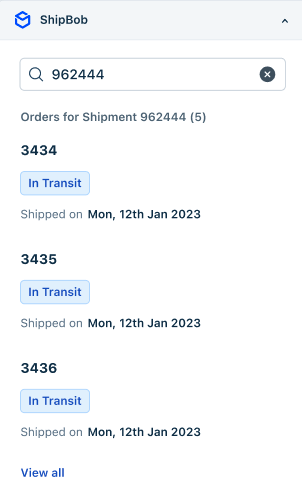 ShipBob
962444
Orders for Shipment 962444 (5)
3434
In Transit
Shipped on Mon, 12th Jan 2023
3435
In Transit
Shipped on Mon, 12th Jan 2023
3436
In Transit
Shipped on Mon, 12th Jan 2023
View all